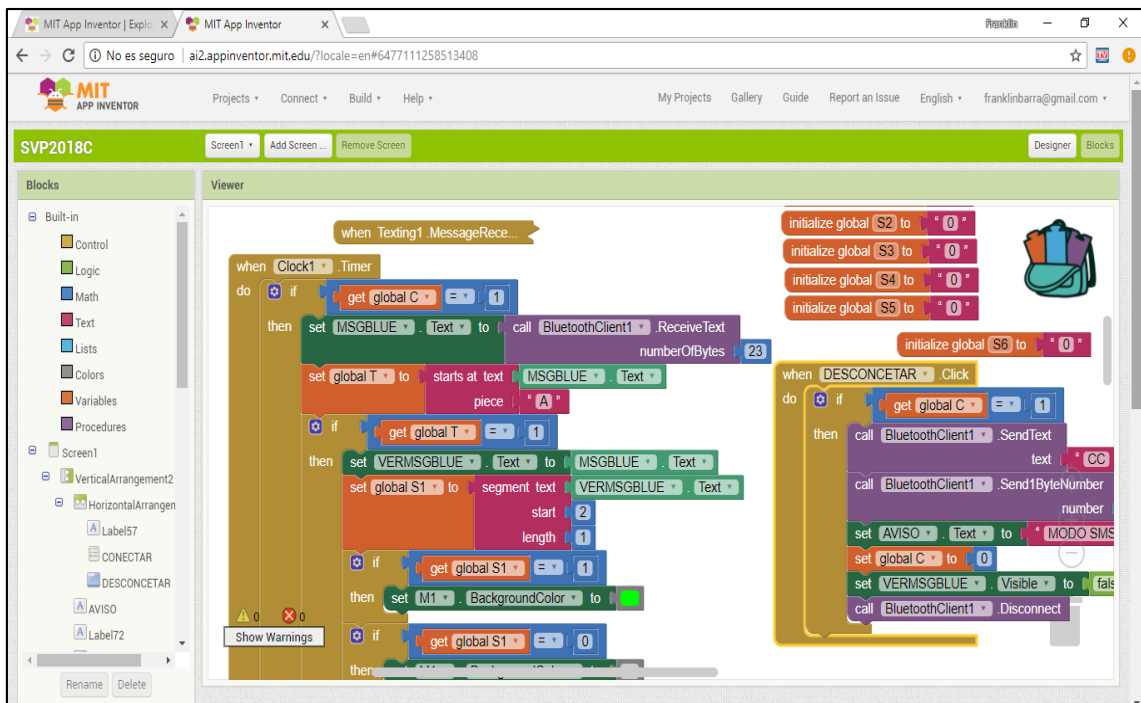 MIT App Inventor | Explo
MIT App Inventor
Franklin
No es seguro
ai2.appinventor.mit.edu/?locale=en#6477111258513408
MIT
APP INVENTOR
Projects
Connect
Build
Help
My Projects
Gallery
Guide
Report an Issue
English
franklinbarra@gmail.com
SVP2018C
Screen1
Add Screen ...
Remove Screen
Designer
Blocks
Blocks
Built-in
Control
Logic
Math
Text
Lists
Colors
Variables
Procedures
Screen1
VerticalArrangement2
HorizontalArrangen
Label57
CONECTAR
DESCONCETAR
AVISO
Label72
Rename
Delete
Viewer
when Texting1 .MessageRece...
when Clock1 .Timer
do if get global C = 1
then set MSGBLUE . Text to call BluetoothClient1 .ReceiveText
numberOfBytes 23
set global T to starts at text MSGBLUE . Text
piece " A "
if get global T = 1
then set VERMSGBLUE . Text to MSGBLUE . Text
set global S1 to segment text VERMSGBLUE . Text
start 2
length 1
if get global S1 = 1
then set M1 . BackgroundColor to
if get global S1 = 0
then
0 0
Show Warnings
initialize global S2 to " 0 "
initialize global S3 to " 0 "
initialize global S4 to " 0 "
initialize global S5 to " 0 "
initialize global S6 to " 0 "
when DESCONCETAR .Click
do if get global C = 1
then call BluetoothClient1 .SendText
text " CC
call BluetoothClient1 .Send1ByteNumber
number
set AVISO . Text to " MODO SMS
set global C to 0
set VERMSGBLUE . Visible to fals
call BluetoothClient1 .Disconnect